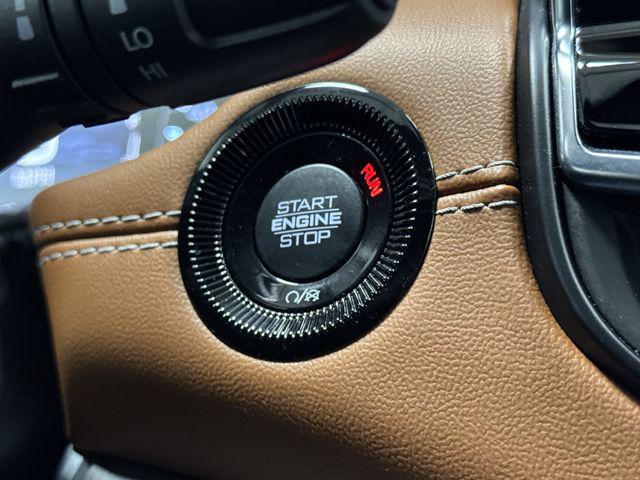 LO
HI
RUN
START
ENGINE
STOP